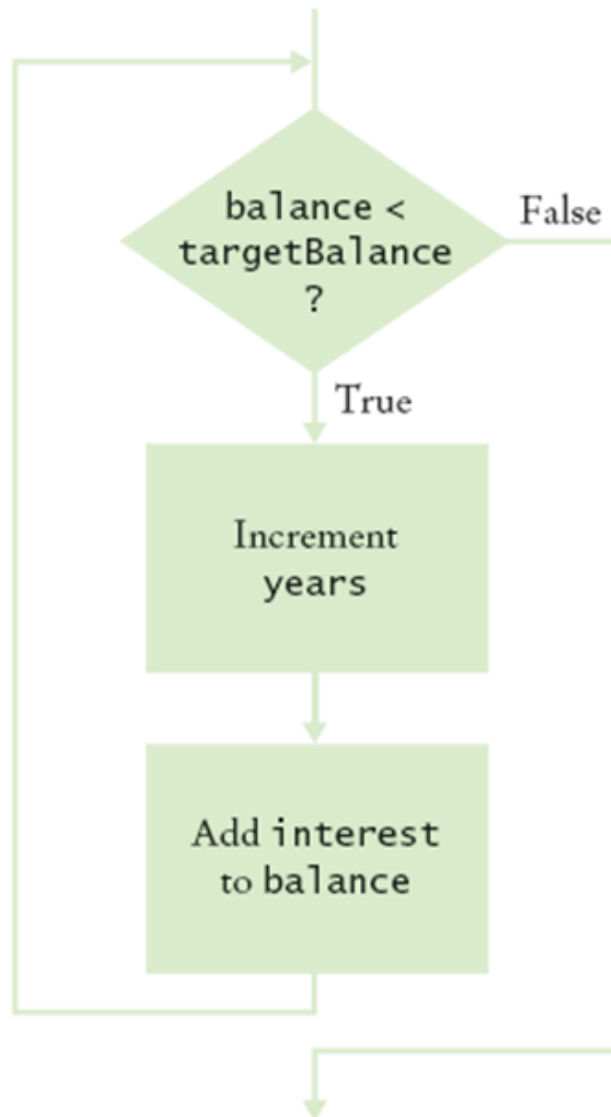 balance <
targetBalance
?
False
True
Increment
years
Add interest
to balance